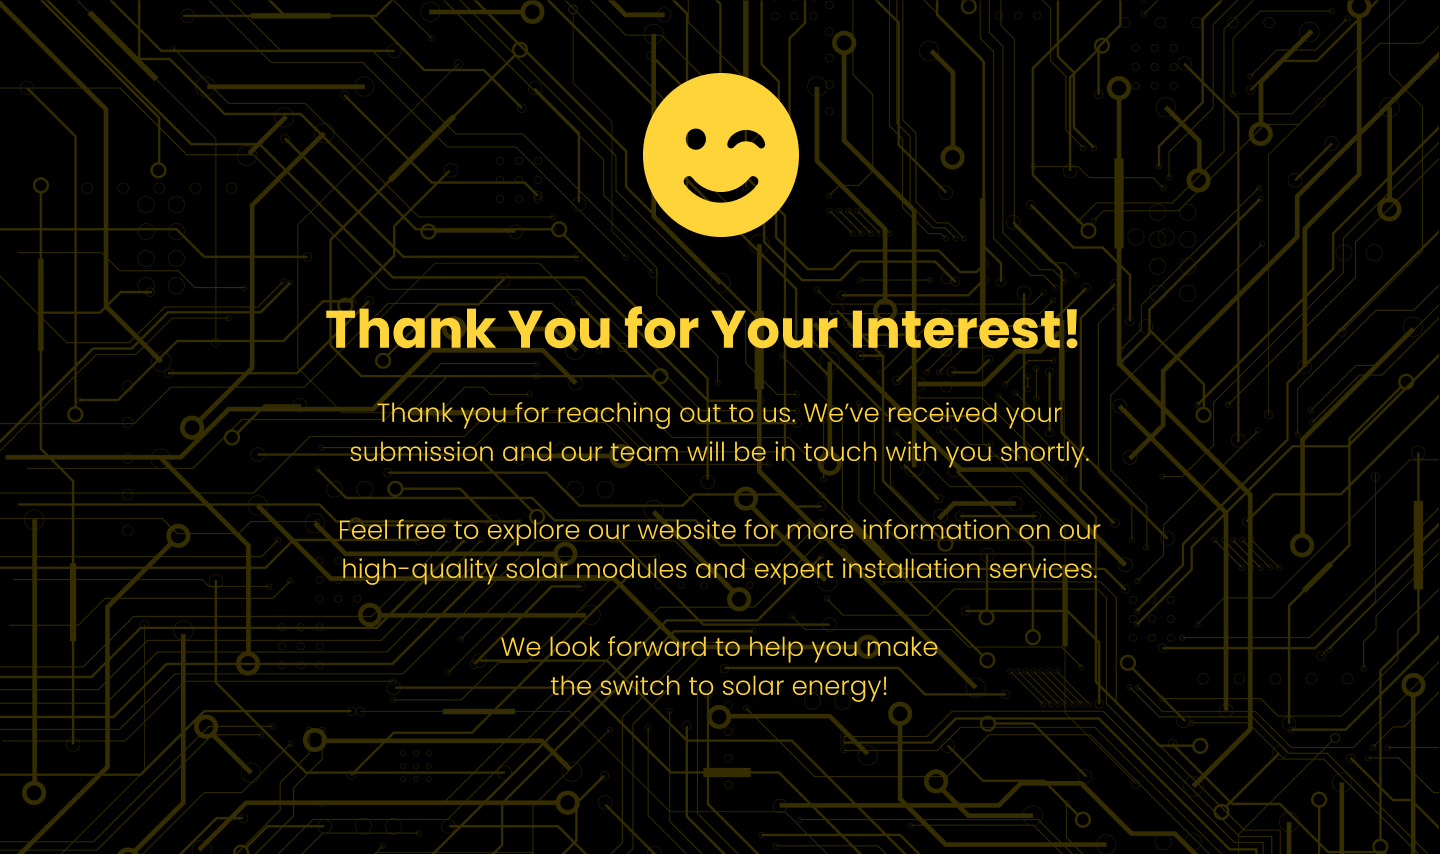 Thank You for Your Interest!
Thank you for reaching out to us. We’ve received your
submission and our team will be in touch with you shortly.
Feel free to explore our website for more information on our
high-quality solar modules and expert installation services.
We look forward to help you make
the switch to solar energy!